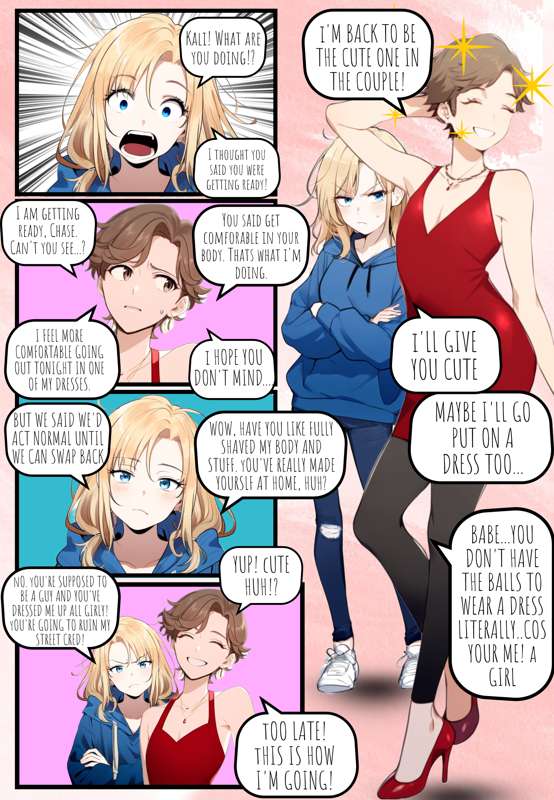 KALI! WHAT ARE
YOU DOING!?
I THOUGHT YOU
SAID YOU WERE
GETTING READY!
I AM GETTING
READY, CHASE.
CAN'T YOU SEE...?
YOU SAID GET
COMFORABLE IN YOUR
BODY. THATS WHAT I'M
DOING.
I FEEL MORE
COMFORTABLE GOING
OUT TONIGHT IN ONE
OF MY DRESSES.
I HOPE YOU
DON'T MIND....
BUT WE SAID WE'D
ACT NORMAL UNTIL
WE CAN SWAP BACK
WOW, HAVE YOU LIKE FULLY
SHAVED MY BODY AND
STUFF. YOU'VE REALLY MADE
YOURSLF AT HOME, HUH?
NO. YOU'RE SUPPOSED TO
BE A GUY AND YOU'VE
DRESSED ME UP ALL GIRLY!
YOU'RE GOING TO RUIN MY
STREET CRED!
YUP! CUTE
HUH!?
TOO LATE!
THIS IS HOW
I'M GOING!
I'M BACK TO BE
THE CUTE ONE IN
THE COUPLE!
I'LL GIVE
YOU CUTE
MAYBE I'LL GO
PUT ON A
DRESS TOO...
BABE...YOU
DON'T HAVE
THE BALLS TO
WEAR A DRESS
LITERALLY..COS
YOUR ME! A
GIRL